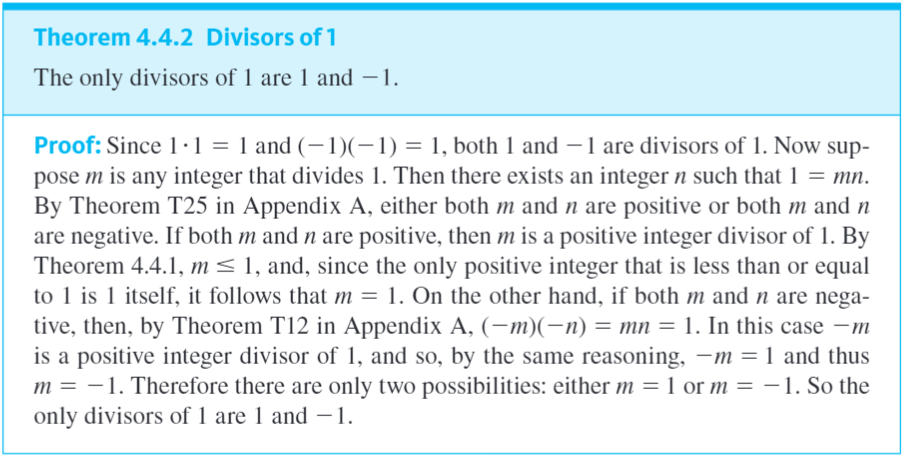 Theorem 4.4.2 Divisors of 1
The only divisors of 1 are 1 and −1.
Proof: Since 1·1 = 1 and (−1)(−1) = 1, both 1 and −1 are divisors of 1. Now sup-
pose m is any integer that divides 1. Then there exists an integer n such that 1 = mn.
By Theorem T25 in Appendix A, either both m and n are positive or both m and n
are negative. If both m and n are positive, then m is a positive integer divisor of 1. By
Theorem 4.4.1, m ≤ 1, and, since the only positive integer that is less than or equal
to 1 is 1 itself, it follows that m = 1. On the other hand, if both m and n are nega-
tive, then, by Theorem T12 in Appendix A, (−m)(−n) = mn = 1. In this case −m
is a positive integer divisor of 1, and so, by the same reasoning, −m = 1 and thus
m = −1. Therefore there are only two possibilities: either m = 1 or m = −1. So the
only divisors of 1 are 1 and −1.